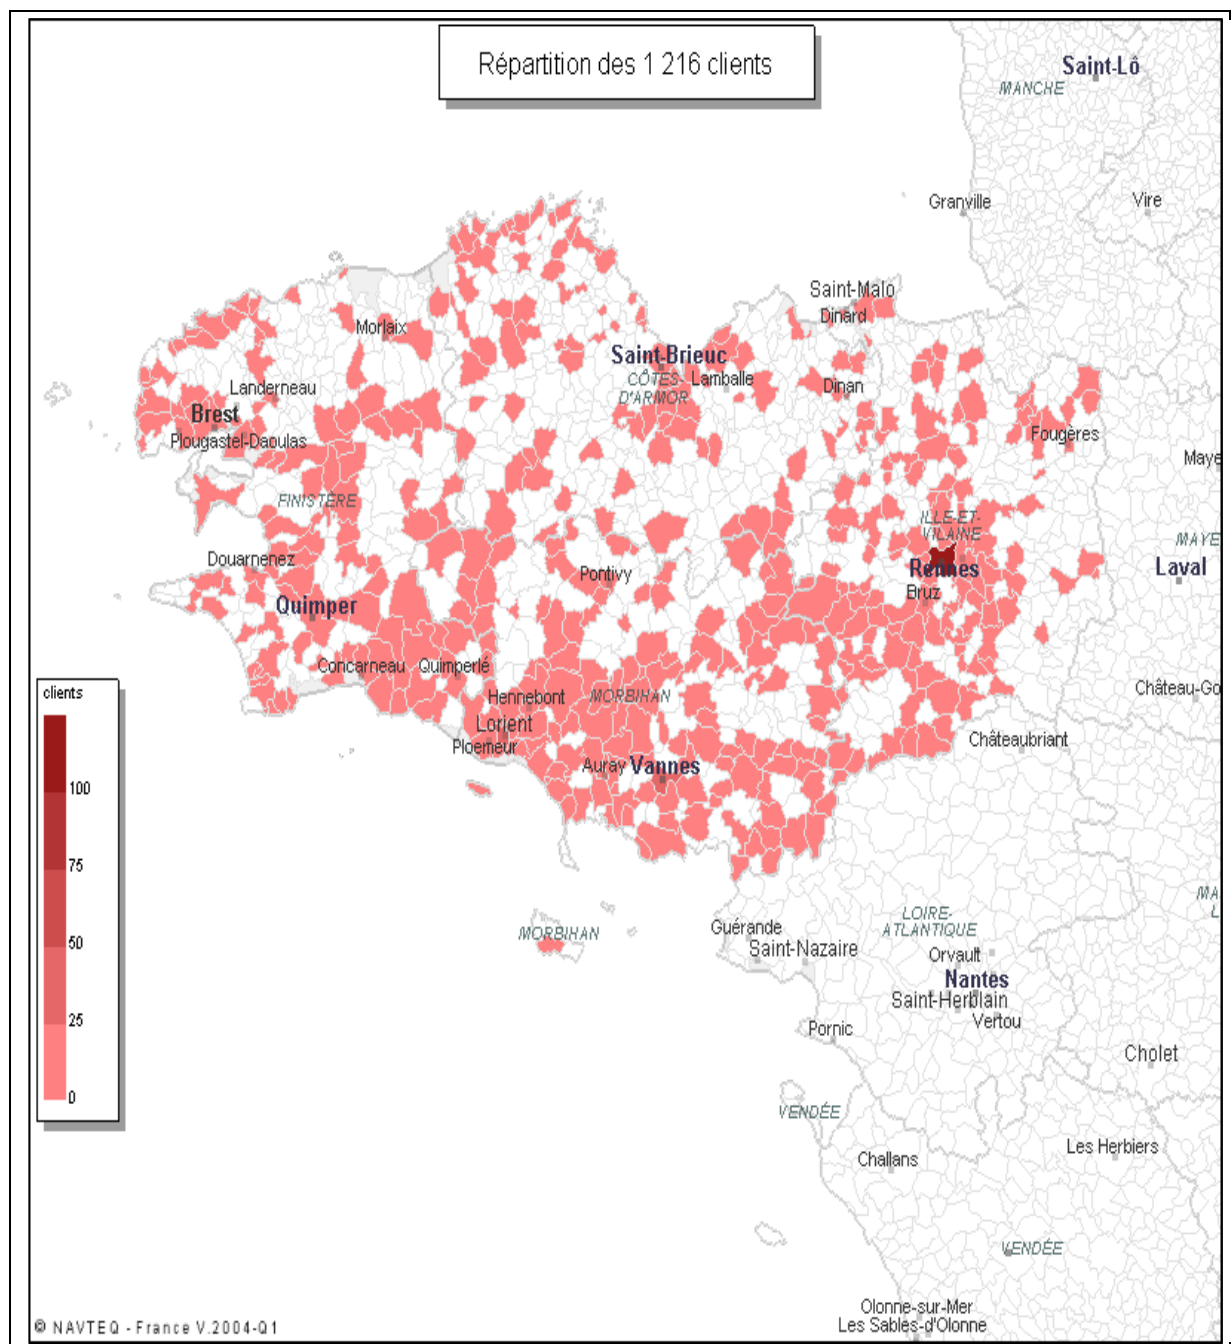 Répartition des 1 216 clients
Saint-Lô
MANCHE
Granville
Vire
Saint-Malo
Dinard
Morlaix
Saint-Brieuc
CÔTES-
D'ARMOR
Lamballe
Dinan
Landerneau
Brest
Plougastel-Daoulas
Fougères
Maye
FINISTÈRE
ILLE-ET-
VILAINE
MAYE
Douarnenez
Pontivy
Rennes
Laval
Bruz
Quimper
Concarneau
Quimperlé
Hennebont
MORBIHAN
Château-Go
Lorient
Ploemeur
Châteaubriant
Auray
Vannes
clients
100
75
50
25
0
MA
L
LOIRE-
ATLANTIQUE
MORBIHAN
Guérande
Saint-Nazaire
Orvault
Nantes
Saint-Herblain
Vertou
Pornic
Cholet
VENDÉE
Les Herbiers
Challans
VENDÉE
Olonne-sur-Mer
Les Sables-d'Olonne
© NAVTEQ - France V.2004-Q1